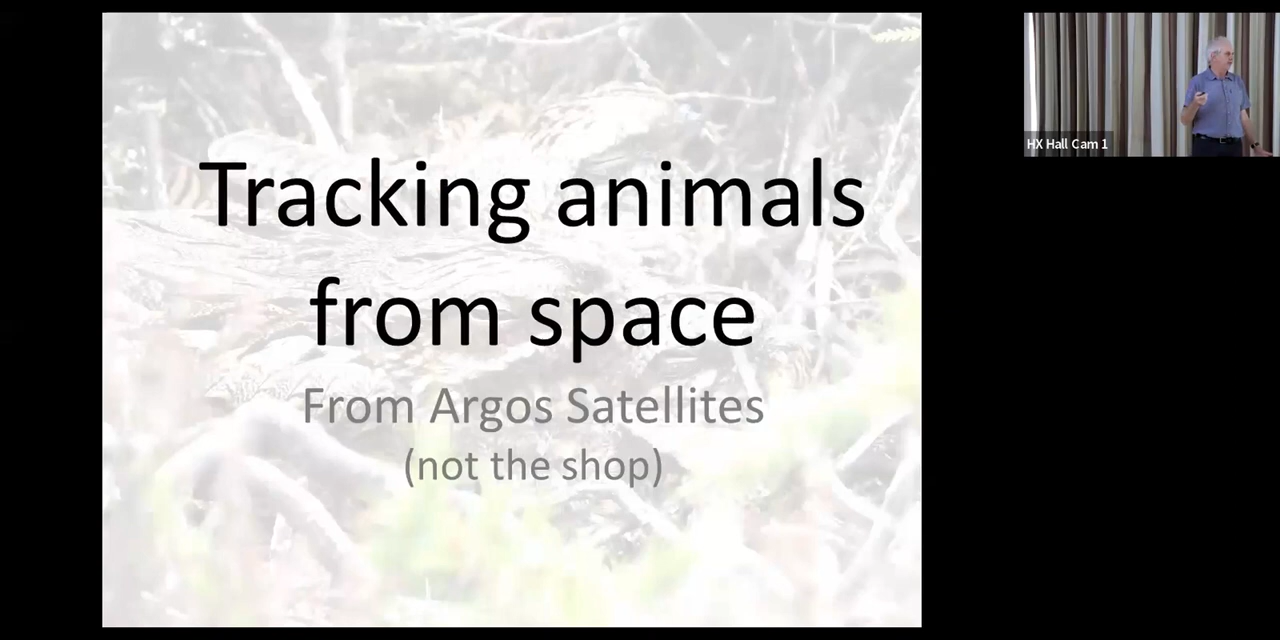 Tracking animals
from space
From Argos Satellites
(not the shop)
HX Hall Cam 1